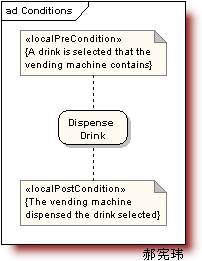 ad Conditions
«localPreCondition»
{A drink is selected that the
vending machine contains}
Dispense
Drink
«localPostCondition»
{The vending machine
dispensed the drink selected}
郝宪玮